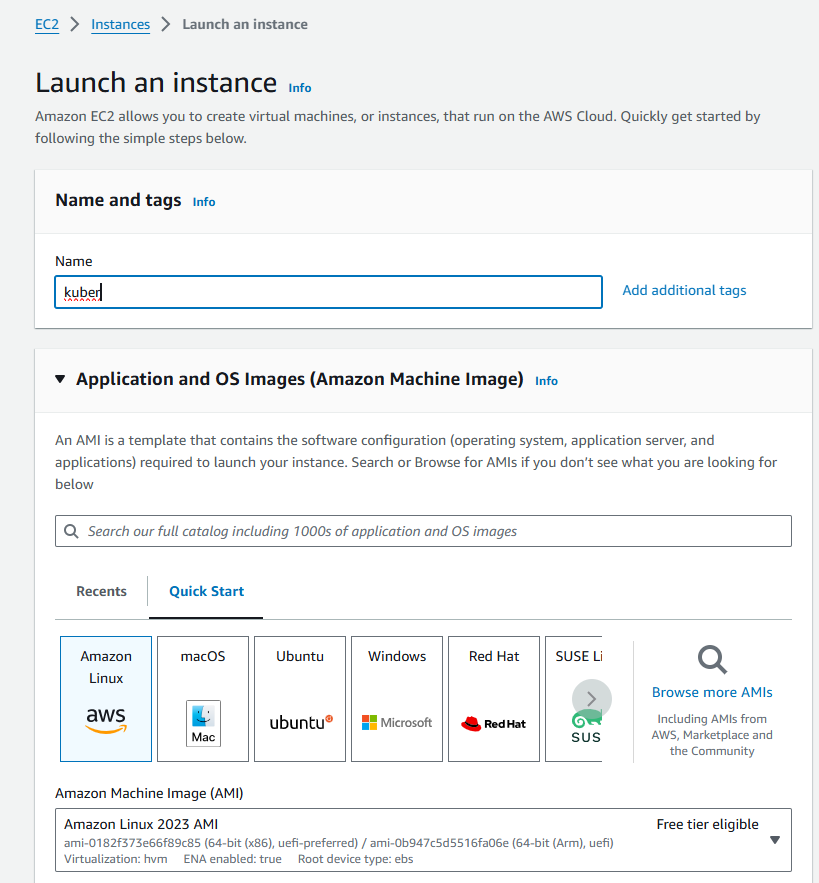 EC2 > Instances > Launch an instance
Launch an instance Info
Amazon EC2 allows you to create virtual machines, or instances, that run on the AWS Cloud. Quickly get started by
following the simple steps below.
Name and tags Info
Name
kuber
Add additional tags
Application and OS Images (Amazon Machine Image) Info
An AMI is a template that contains the software configuration (operating system, application server, and
applications) required to launch your instance. Search or Browse for AMIs if you don't see what you are looking for
below
Search our full catalog including 1000s of application and OS images
Recents
Quick Start
Amazon
Linux
aws
macOS
Mac
Ubuntu
ubuntu
Windows
Microsoft
Red Hat
Red Hat
SUSE Li
SUS
Browse more AMIs
Including AMIs from
AWS, Marketplace and
the Community
Amazon Machine Image (AMI)
Amazon Linux 2023 AMI
Free tier eligible
ami-0182f373e66f89c85 (64-bit (x86), uefi-preferred) / ami-0b947c5d5516fa06e (64-bit (Arm), uefi)
Virtualization: hvm ENA enabled: true Root device type: ebs